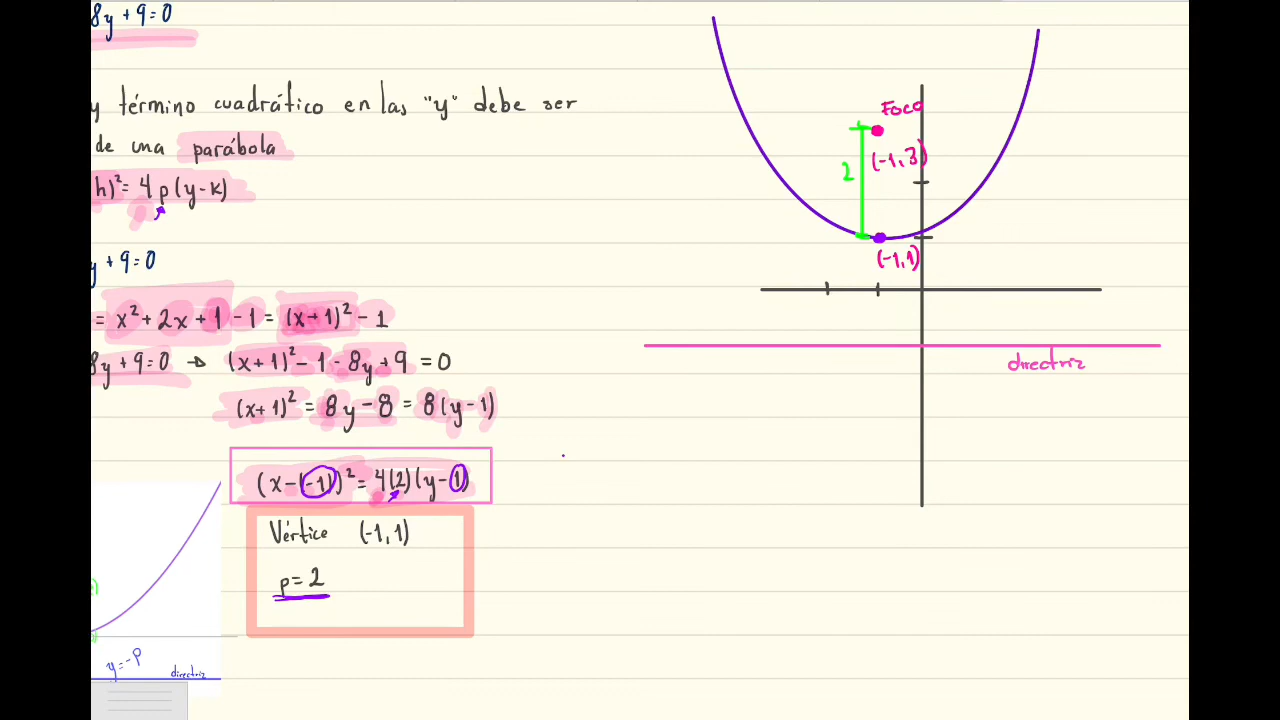 8y + 9 = 0
y término cuadrático en las "y" debe ser
de una parábola
h)² = 4p(y-k)
y + 9 = 0
= x² + 2x + 1 - 1 = (x+1)² - 1
8y + 9 = 0 → (x+1)² - 1 - 8y + 9 = 0
(x+1)² = 8y - 8 = 8(y-1)
(x-(-1))² = 4(2)(y-1)
Vértice (-1,1)
p = 2
y = -p
directriz
Foco
(-1,3)
2
(-1,1)
directriz